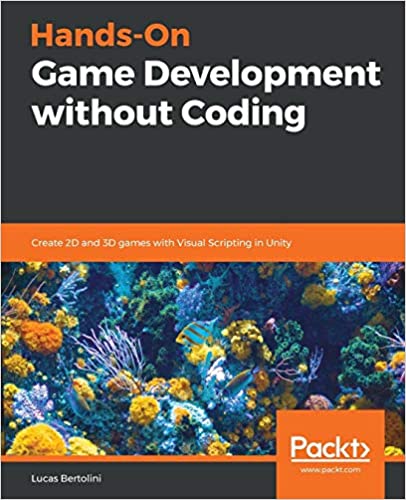 Hands-On
Game Development
without Coding
Create 2D and 3D games with Visual Scripting in Unity
Packt>
www.packt.com
Lucas Bertolini